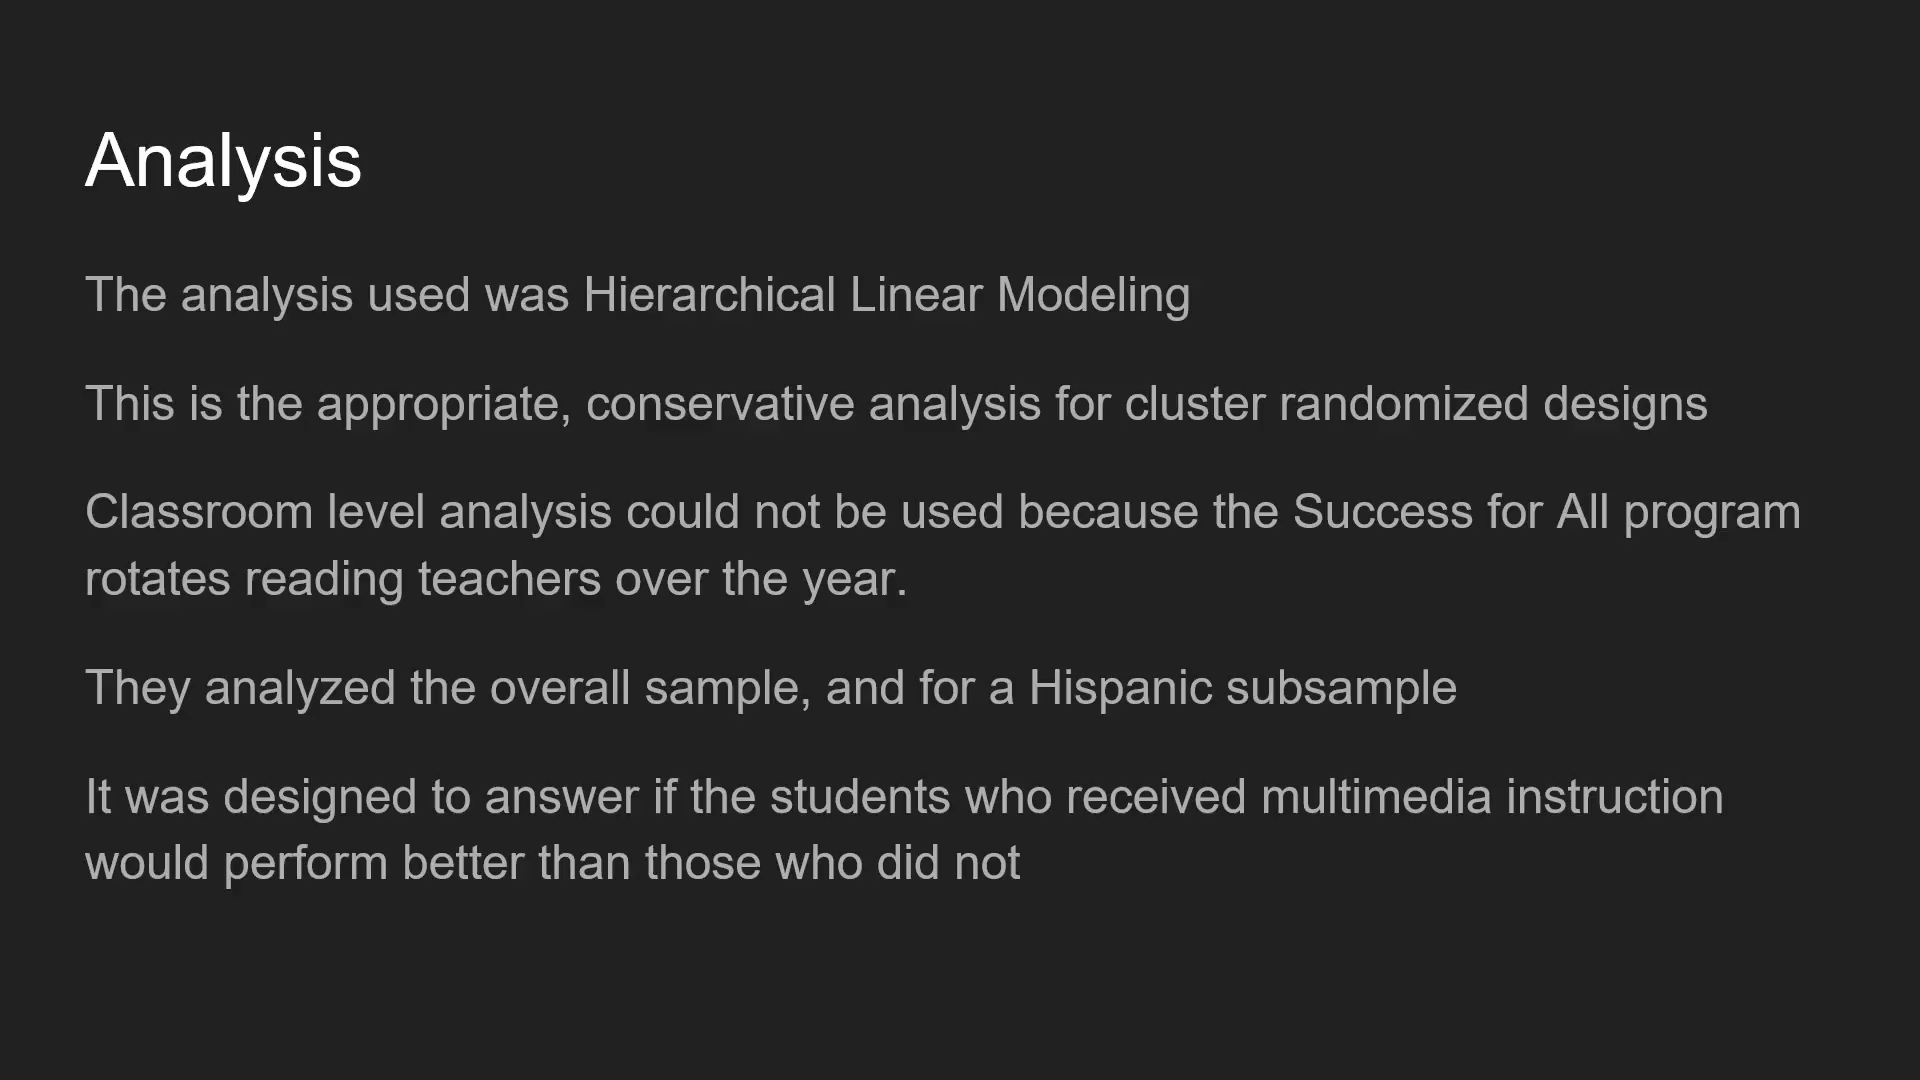 Analysis
The analysis used was Hierarchical Linear Modeling
This is the appropriate, conservative analysis for cluster randomized designs
Classroom level analysis could not be used because the Success for All program
rotates reading teachers over the year.
They analyzed the overall sample, and for a Hispanic subsample
It was designed to answer if the students who received multimedia instruction
would perform better than those who did not